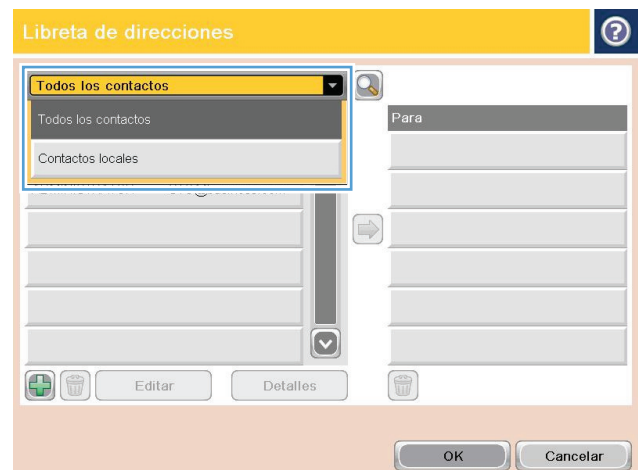 Libreta de direcciones
?
Todos los contactos
Todos los contactos
Para
Contactos locales
Editar
Detalles
OK
Cancelar